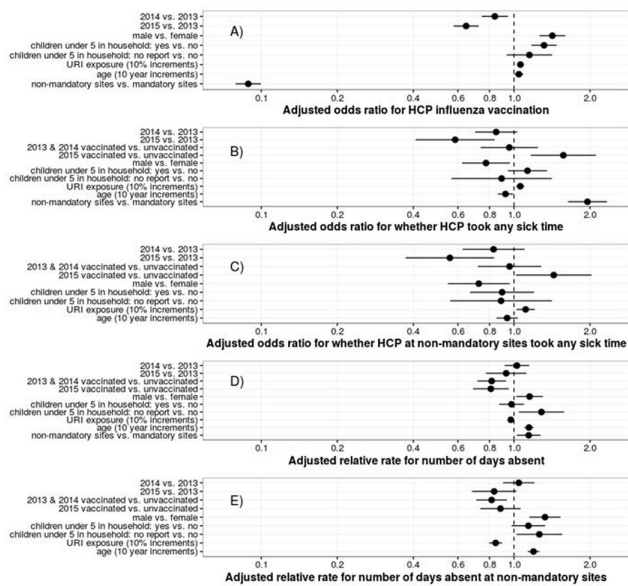 2014 vs. 2013
2015 vs. 2013
male vs. female
children under 5 in household: yes vs. no
children under 5 in household: no report vs. no
URI exposure (10% increments)
age (10 year increments)
non-mandatory sites vs. mandatory sites
A)
0.1 0.2 0.4 0.6 0.8 1.0 2.0
Adjusted odds ratio for HCP influenza vaccination
2014 vs. 2013
2015 vs. 2013
2013 & 2014 vaccinated vs. unvaccinated
2015 vaccinated vs. unvaccinated
male vs. female
children under 5 in household: yes vs. no
children under 5 in household: no report vs. no
URI exposure (10% increments)
age (10 year increments)
non-mandatory sites vs. mandatory sites
B)
0.1 0.2 0.4 0.6 0.8 1.0 2.0
Adjusted odds ratio for whether HCP took any sick time
2014 vs. 2013
2015 vs. 2013
2013 & 2014 vaccinated vs. unvaccinated
2015 vaccinated vs. unvaccinated
male vs. female
children under 5 in household: yes vs. no
children under 5 in household: no report vs. no
URI exposure (10% increments)
age (10 year increments)
C)
0.1 0.2 0.4 0.6 0.8 1.0 2.0
Adjusted odds ratio for whether HCP at non-mandatory sites took any sick time
2014 vs. 2013
2015 vs. 2013
2013 & 2014 vaccinated vs. unvaccinated
2015 vaccinated vs. unvaccinated
male vs. female
children under 5 in household: yes vs. no
children under 5 in household: no report vs. no
URI exposure (10% increments)
age (10 year increments)
non-mandatory sites vs. mandatory sites
D)
0.1 0.2 0.4 0.6 0.8 1.0 2.0
Adjusted relative rate for number of days absent
2014 vs. 2013
2015 vs. 2013
2013 & 2014 vaccinated vs. unvaccinated
2015 vaccinated vs. unvaccinated
male vs. female
children under 5 in household: yes vs. no
children under 5 in household: no report vs. no
URI exposure (10% increments)
age (10 year increments)
E)
0.1 0.2 0.4 0.6 0.8 1.0 2.0
Adjusted relative rate for number of days absent at non-mandatory sites